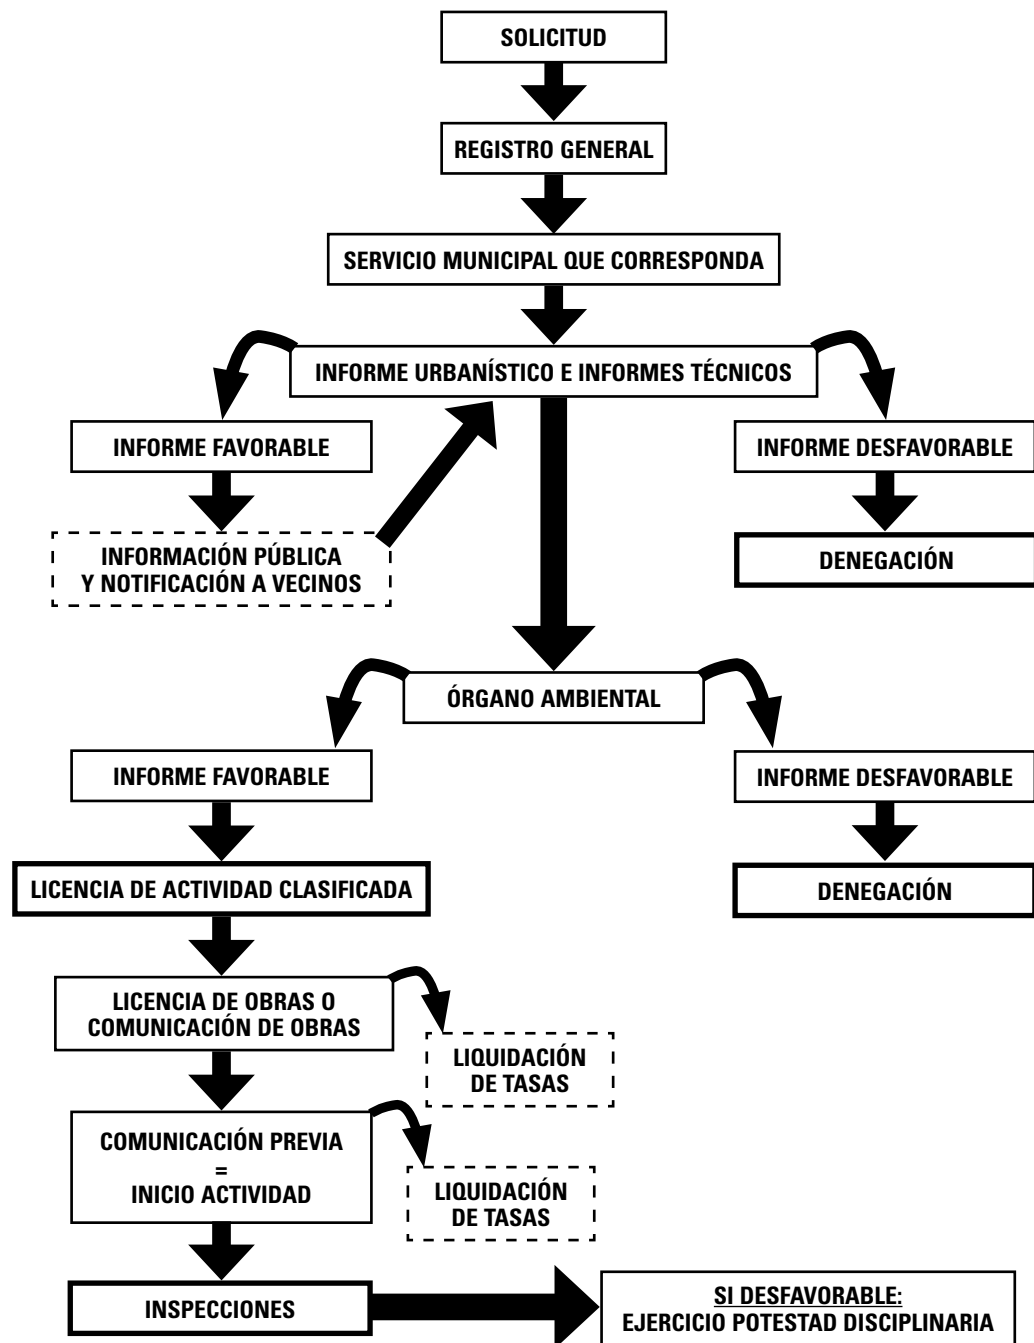 SOLICITUD
REGISTRO GENERAL
SERVICIO MUNICIPAL QUE CORRESPONDA
INFORME URBANÍSTICO E INFORMES TÉCNICOS
INFORME FAVORABLE
INFORME DESFAVORABLE
INFORMACIÓN PÚBLICA
Y NOTIFICACIÓN A VECINOS
DENEGACIÓN
ÓRGANO AMBIENTAL
INFORME FAVORABLE
INFORME DESFAVORABLE
LICENCIA DE ACTIVIDAD CLASIFICADA
DENEGACIÓN
LICENCIA DE OBRAS O
COMUNICACIÓN DE OBRAS
LIQUIDACIÓN
DE TASAS
COMUNICACIÓN PREVIA
=
INICIO ACTIVIDAD
LIQUIDACIÓN
DE TASAS
INSPECCIONES
SI DESFAVORABLE:
EJERCICIO POTESTAD DISCIPLINARIA